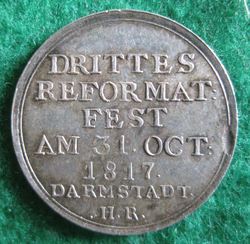 DRITTES
REFORMAT:
FEST
AM 31. OCT:
1817.
DARMSTADT.
.H.R.